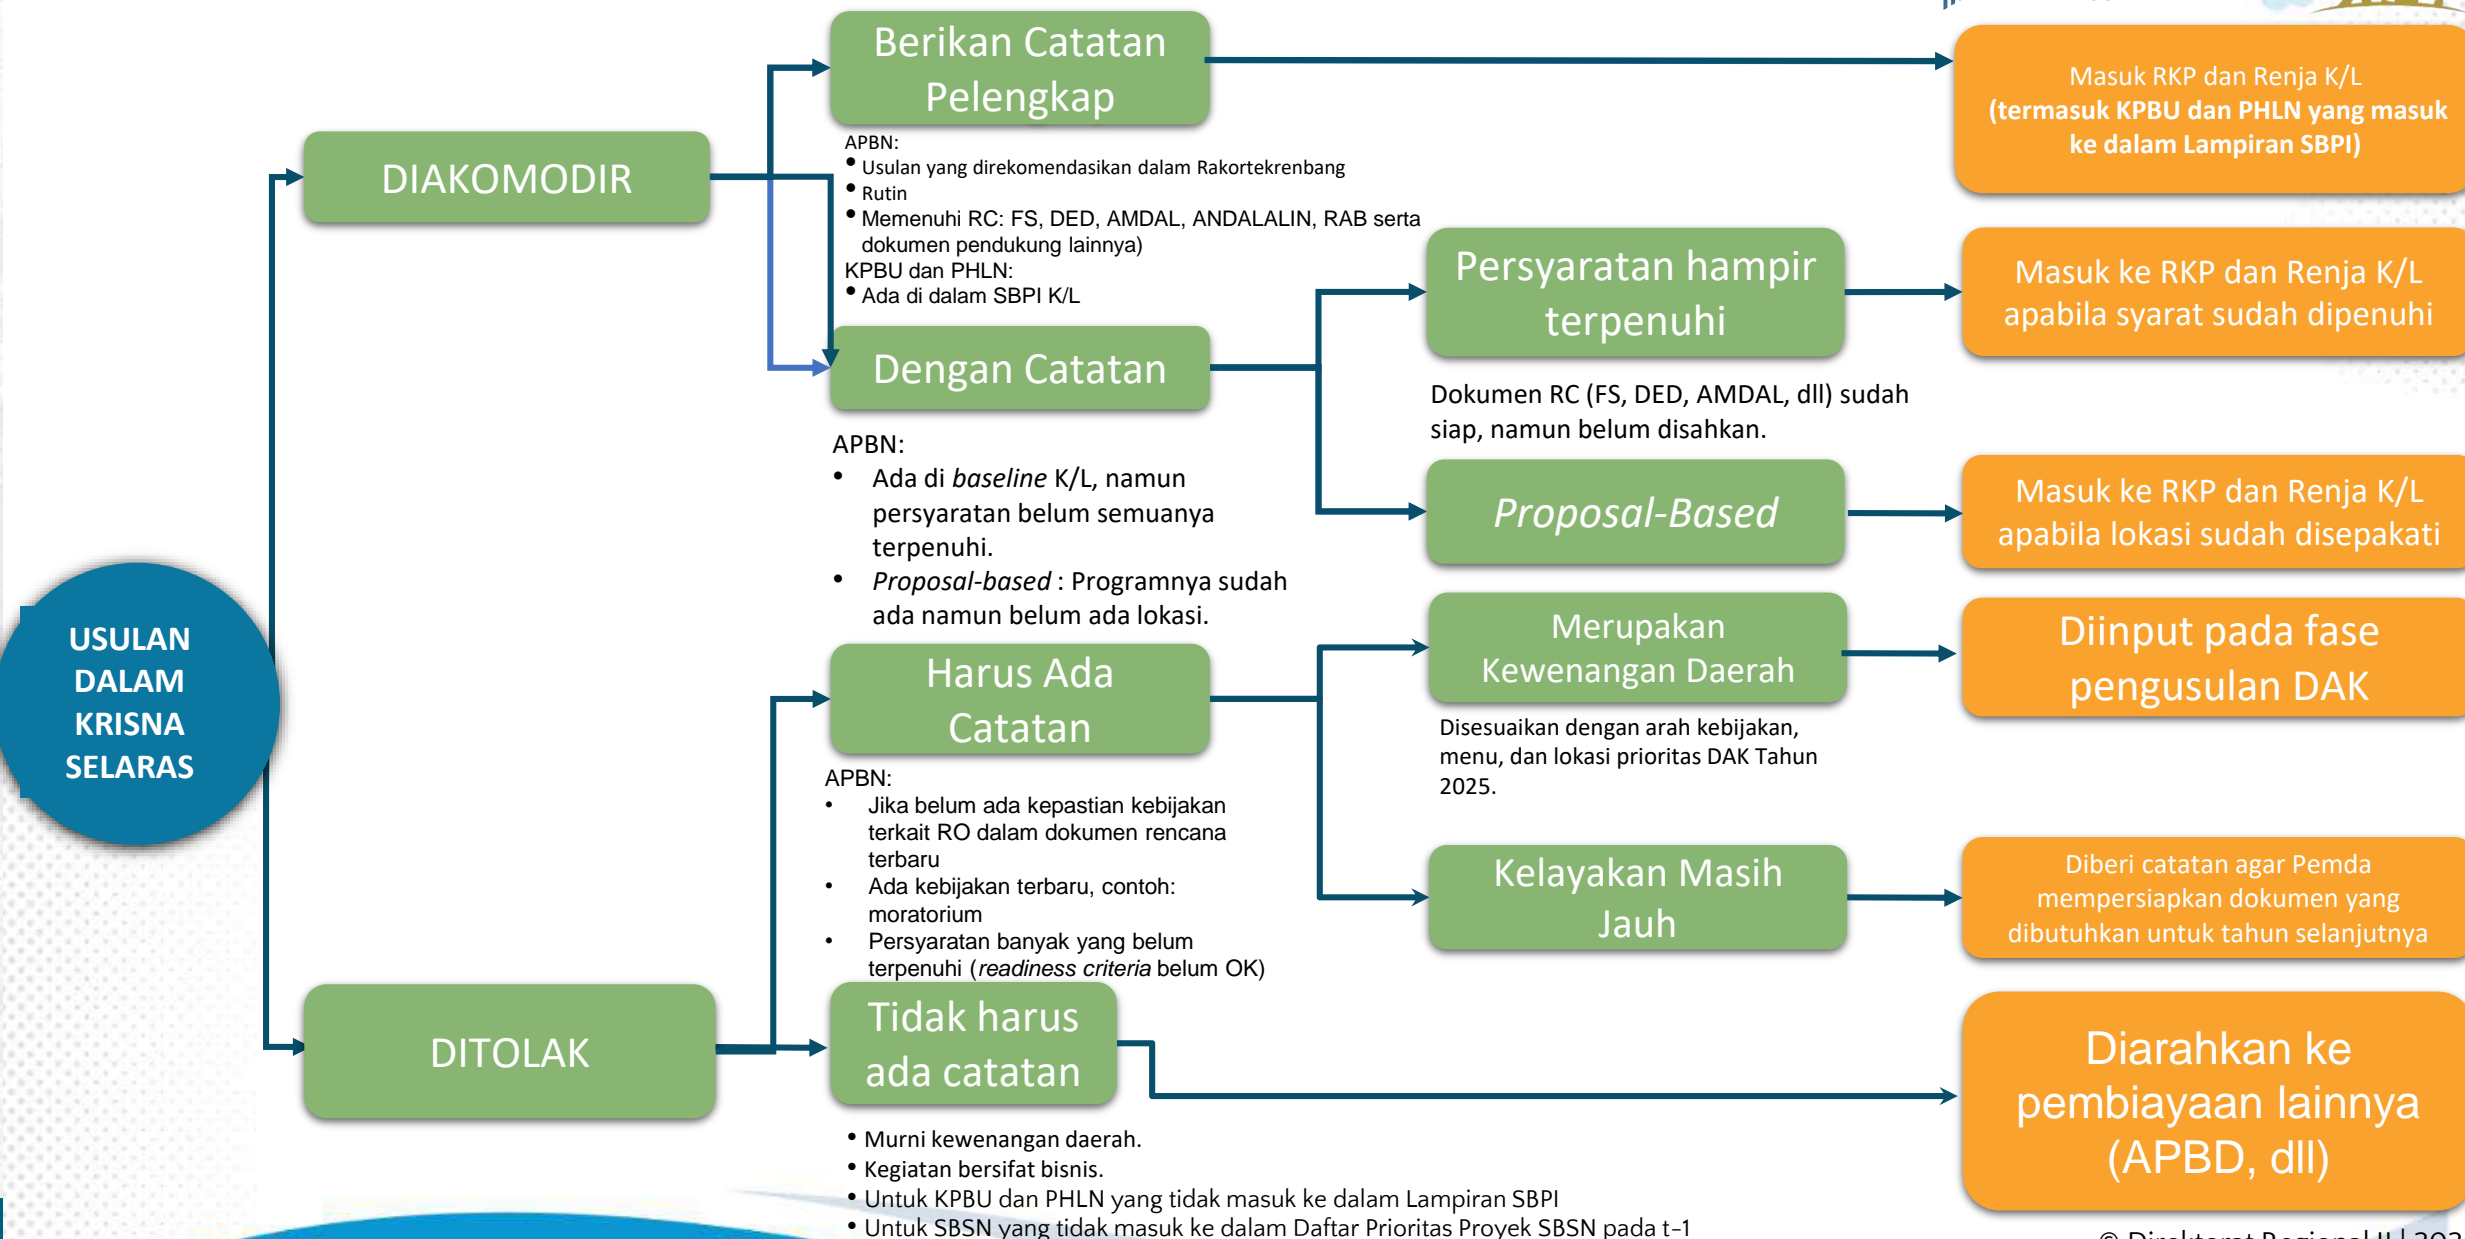 USULAN
DALAM
KRISNA
SELARAS
DIAKOMODIR
Berikan Catatan
Pelengkap
APBN:
• Usulan yang direkomendasikan dalam Rakortekrenbang
• Rutin
• Memenuhi RC: FS, DED, AMDAL, ANDALALIN, RAB serta
dokumen pendukung lainnya)
KPBU dan PHLN:
• Ada di dalam SBPI K/L
Masuk RKP dan Renja K/L
(termasuk KPBU dan PHLN yang masuk
ke dalam Lampiran SBPI)
Dengan Catatan
APBN:
• Ada di baseline K/L, namun
persyaratan belum semuanya
terpenuhi.
• Proposal-based : Programnya sudah
ada namun belum ada lokasi.
Persyaratan hampir
terpenuhi
Dokumen RC (FS, DED, AMDAL, dll) sudah
siap, namun belum disahkan.
Masuk ke RKP dan Renja K/L
apabila syarat sudah dipenuhi
Proposal-Based
Masuk ke RKP dan Renja K/L
apabila lokasi sudah disepakati
DITOLAK
Harus Ada
Catatan
APBN:
• Jika belum ada kepastian kebijakan
terkait RO dalam dokumen rencana
terbaru
• Ada kebijakan terbaru, contoh:
moratorium
• Persyaratan banyak yang belum
terpenuhi (readiness criteria belum OK)
Merupakan
Kewenangan Daerah
Disesuaikan dengan arah kebijakan,
menu, dan lokasi prioritas DAK Tahun
2025.
Diinput pada fase
pengusulan DAK
Kelayakan Masih
Jauh
Diberi catatan agar Pemda
mempersiapkan dokumen yang
dibutuhkan untuk tahun selanjutnya
Tidak harus
ada catatan
• Murni kewenangan daerah.
• Kegiatan bersifat bisnis.
• Untuk KPBU dan PHLN yang tidak masuk ke dalam Lampiran SBPI
• Untuk SBSN yang tidak masuk ke dalam Daftar Prioritas Proyek SBSN pada t-1
Diarahkan ke
pembiayaan lainnya
(APBD, dll)
© Direktorat Regional II |